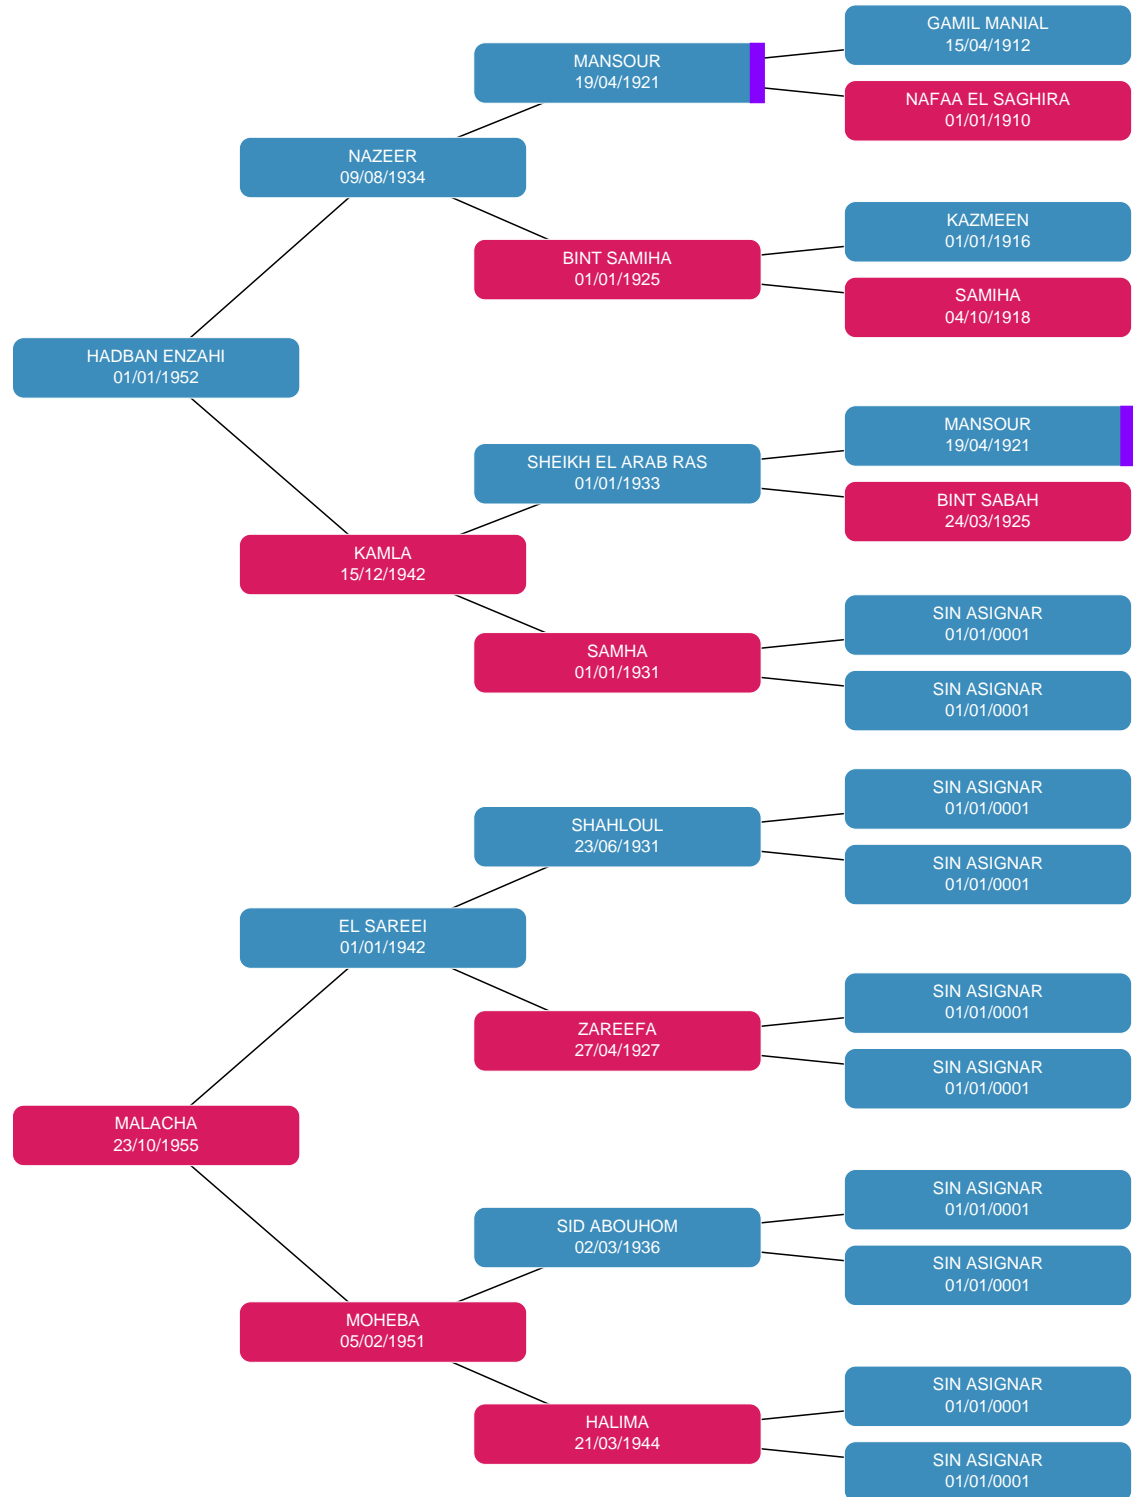 GAMIL MANIAL
15/04/1912
MANSOUR
19/04/1921
NAFAA EL SAGHIRA
01/01/1910
NAZEER
09/08/1934
KAZMEEN
01/01/1916
BINT SAMIHA
01/01/1925
SAMIHA
04/10/1918
HADBAN ENZAHI
01/01/1952
MANSOUR
19/04/1921
SHEIKH EL ARAB RAS
01/01/1933
BINT SABAH
24/03/1925
KAMLA
15/12/1942
SIN ASIGNAR
01/01/0001
SAMHA
01/01/1931
SIN ASIGNAR
01/01/0001
SIN ASIGNAR
01/01/0001
SHAHLOUL
23/06/1931
SIN ASIGNAR
01/01/0001
EL SAREEI
01/01/1942
SIN ASIGNAR
01/01/0001
ZAREEFA
27/04/1927
SIN ASIGNAR
01/01/0001
MALACHA
23/10/1955
SIN ASIGNAR
01/01/0001
SID ABOUHOM
02/03/1936
SIN ASIGNAR
01/01/0001
MOHEBA
05/02/1951
SIN ASIGNAR
01/01/0001
HALIMA
21/03/1944
SIN ASIGNAR
01/01/0001